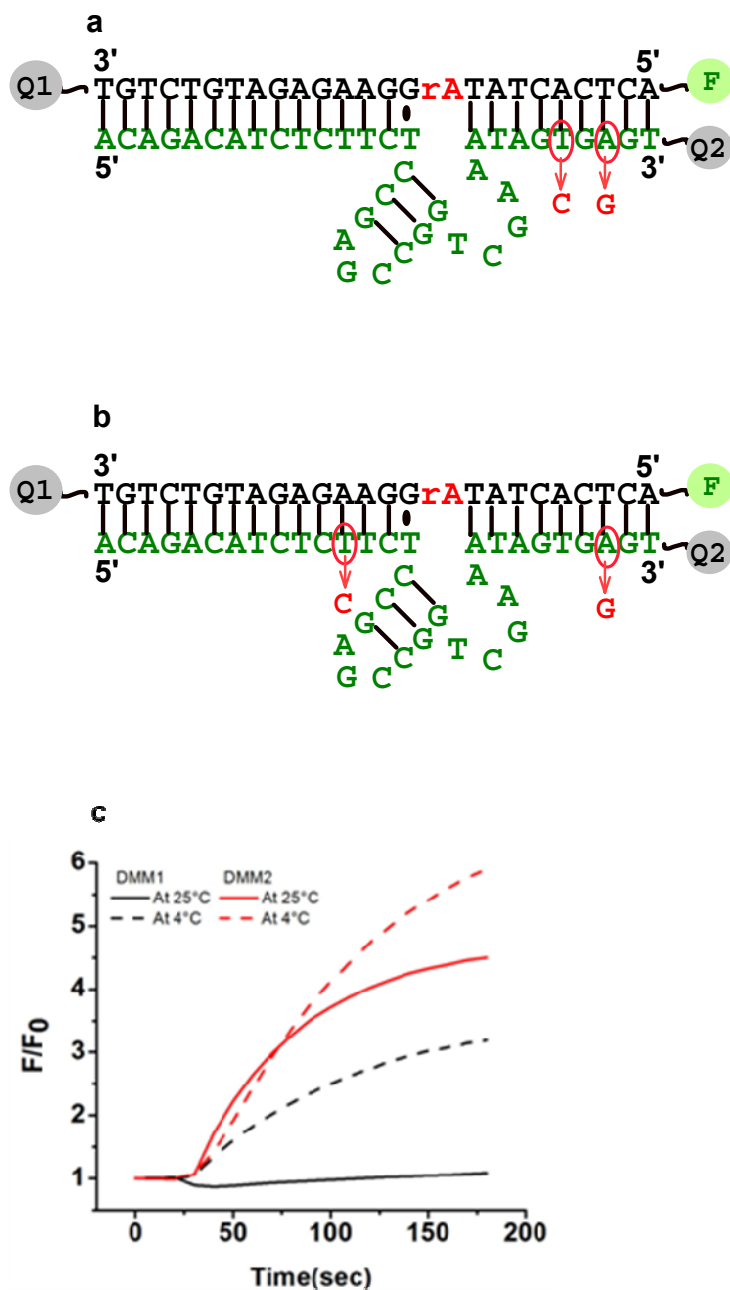 a
3' 5'
Q1 TGTCTGTAGAGAAGGrATATCACTCA F
ACAGACATCTCTTCT ATAGTGAGT Q2
5' 3'
C A
C A C G
G G G
A G T C
C
G C
b
3' 5'
Q1 TGTCTGTAGAGAAGGrATATCACTCA F
ACAGACATCTCTTCT ATAGTGAGT Q2
5' 3'
C A
C C A G
G G G
A G T C
C
G C
c
DMM1 DMM2
At 25°C At 25°C
At 4°C At 4°C
6
5
4
3
2
1
F/F0
0 50 100 150 200
Time(sec)